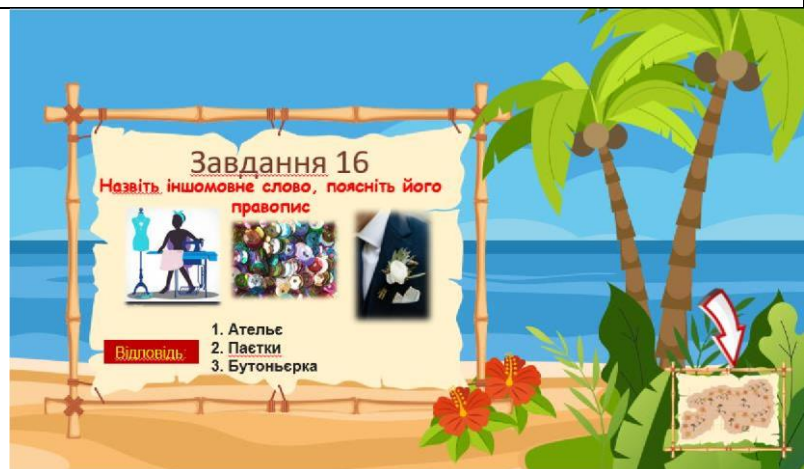 Завдання 16
Назвіть іншомовне слово, поясніть його
правопис
1. Ательє
Відповідь:
2. Паєтки
3. Бутоньєрка